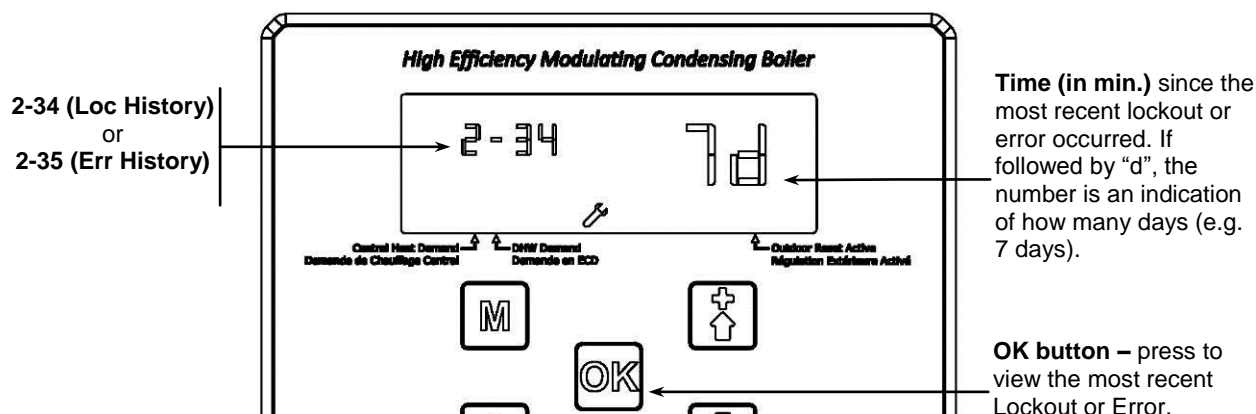 High Efficiency Modulating Condensing Boiler
2-34 (Loc History)
or
2-35 (Err History)
2-34 7d
Time (in min.) since the
most recent lockout or
error occurred. If
followed by “d”, the
number is an indication
of how many days (e.g.
7 days).
Central Heat Demand
Demande de Chauffage Central
DHW Demand
Demande en ECD
Outdoor Reset Active
Régulation Extérieure Activé
M
OK
OK button – press to
view the most recent
Lockout or Error.